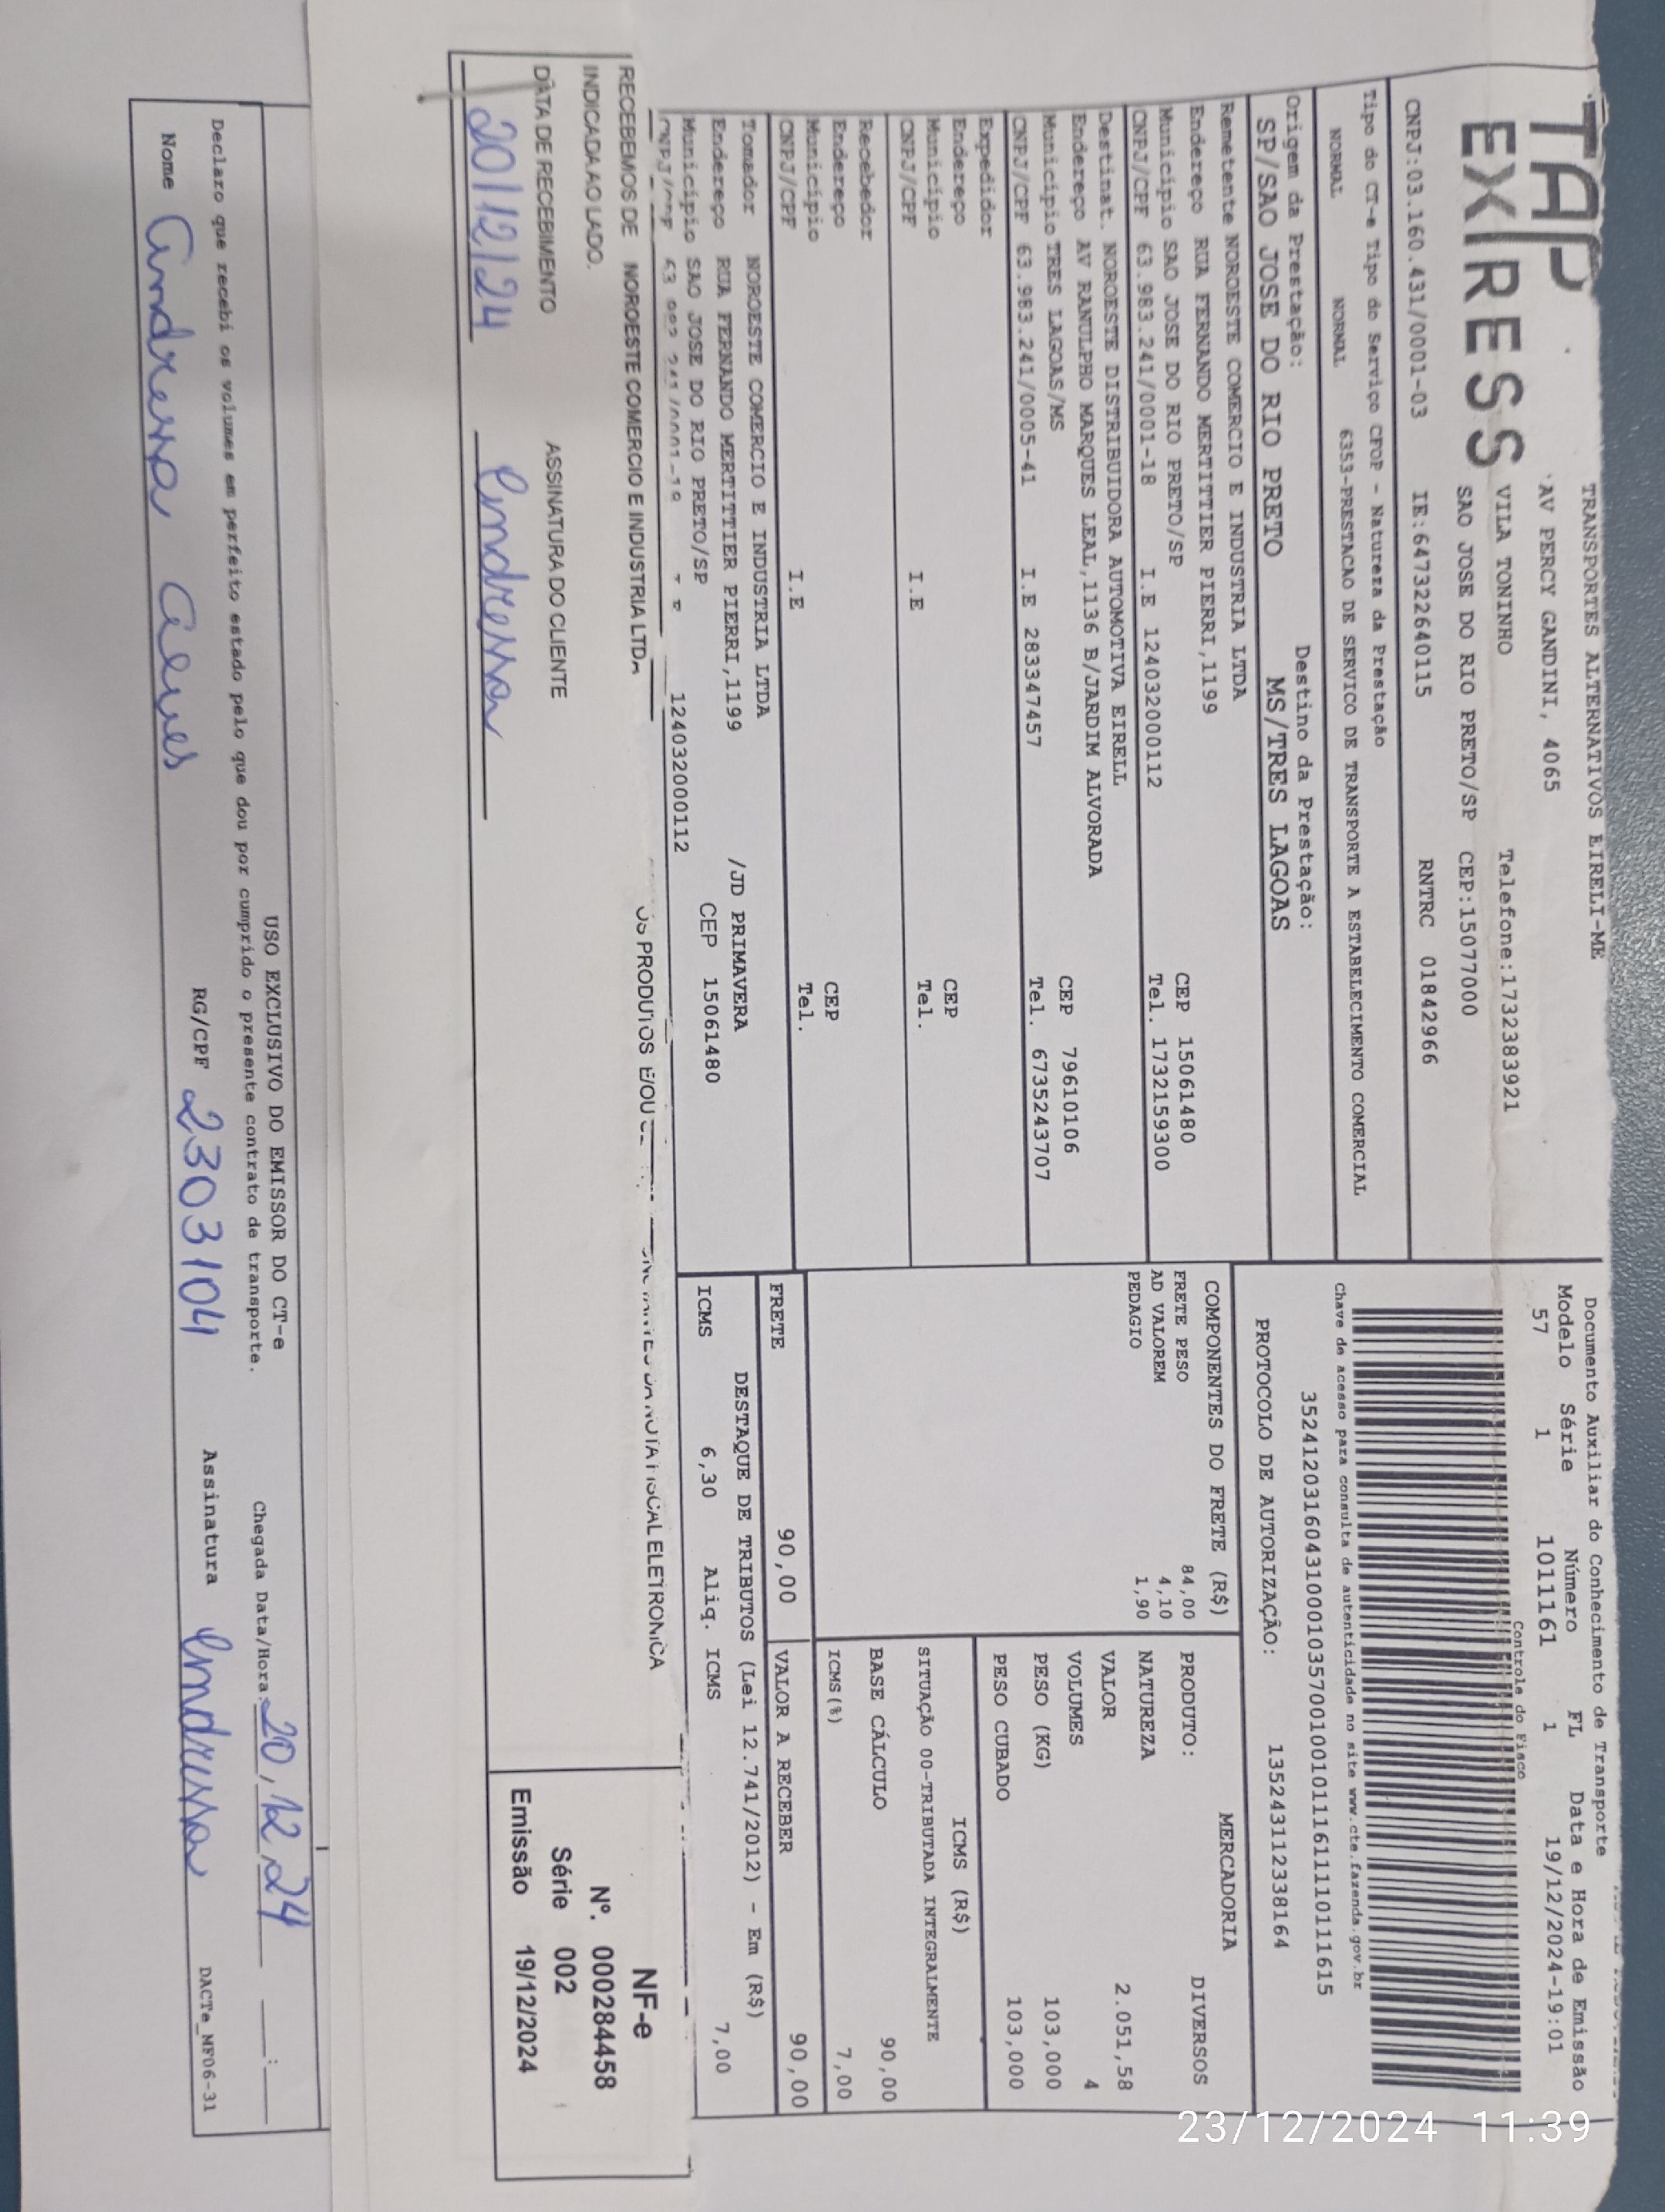 TAP
EXPRESS
TRANSPORTES ALTERNATIVOS EIRELI-ME
AV PERCY GANDINI, 4065
VILA TONINHO Telefone:1732383921
SAO JOSE DO RIO PRETO/SP CEP:15077000
CNPJ:03.160.431/0001-03 IE:647322640115 RNTRC 01842966
Tipo do CT-e Tipo do Serviço CFOP - Natureza da Prestação
NORMAL NORMAL 6353-PRESTACAO DE SERVICO DE TRANSPORTE A ESTABELECIMENTO COMERCIAL
Origem da Prestação: Destino da Prestação:
SP/SAO JOSE DO RIO PRETO MS/TRES LAGOAS
Remetente NOROESTE COMERCIO E INDUSTRIA LTDA
Endereço RUA FERNANDO MERTITTIER PIERRI,1199
Município SAO JOSE DO RIO PRETO/SP CEP 15061480
CNPJ/CPF 63.983.241/0001-18 I.E 124032000112 Tel. 1732159300
Destinat. NOROESTE DISTRIBUIDORA AUTOMOTIVA EIRELL
Endereço AV RANULPHO MARQUES LEAL,1136 B/JARDIM ALVORADA
Município TRES LAGOAS/MS CEP 79610106
CNPJ/CPF 63.983.241/0005-41 I.E 283347457 Tel. 6735243707
Expedidor
Endereço
Município CEP
CNPJ/CPF I.E Tel.
Recebedor
Endereço
Município CEP
CNPJ/CPF I.E Tel.
Tomador NOROESTE COMERCIO E INDUSTRIA LTDA
Endereço RUA FERNANDO MERTITTIER PIERRI,1199 /JD PRIMAVERA
Município SAO JOSE DO RIO PRETO/SP CEP 15061480
124032000112
Documento Auxiliar do Conhecimento de Transporte
Modelo Série Número FL Data e Hora de Emissão
57 1 1011161 1 19/12/2024-19:01
Controle do Fisco
Chave de acesso para consulta de autenticidade no site www.cte.fazenda.gov.br
35241203160431000103570010010111611110111615
PROTOCOLO DE AUTORIZAÇÃO: 135243112338164
COMPONENTES DO FRETE (R$)
FRETE PESO 84,00
AD VALOREM 4,10
PEDAGIO 1,90
MERCADORIA
PRODUTO: DIVERSOS
NATUREZA
VALOR 2.051,58
VOLUMES 4
PESO (KG) 103,000
PESO CUBADO 103,000
ICMS (R$)
SITUAÇÃO 00-TRIBUTADA INTEGRALMENTE
BASE CÁLCULO 90,00
ICMS(%) 7,00
FRETE 90,00 VALOR A RECEBER 90,00
DESTAQUE DE TRIBUTOS (Lei 12.741/2012) - Em (R$)
ICMS 6,30 Aliq. ICMS 7,00
RECEBEMOS DE NOROESTE COMERCIO E INDUSTRIA LTDA OS PRODUTOS E/OU FISCAL ELETRONICA
INDICADA AO LADO.
DATA DE RECEBIMENTO ASSINATURA DO CLIENTE
20/12/24 Andressa
NF-e
Nº. 000284458
Série 002
Emissão 19/12/2024
USO EXCLUSIVO DO EMISSOR DO CT-e
Declaro que recebi os volumes em perfeito estado pelo que dou por cumprido o presente contrato de transporte. Chegada Data/Hora: 20, 12, 24 __:__
Nome Andressa Alves RG/CPF 2303104 Assinatura Andressa DACTe_MF06-31
23/12/2024 11:39